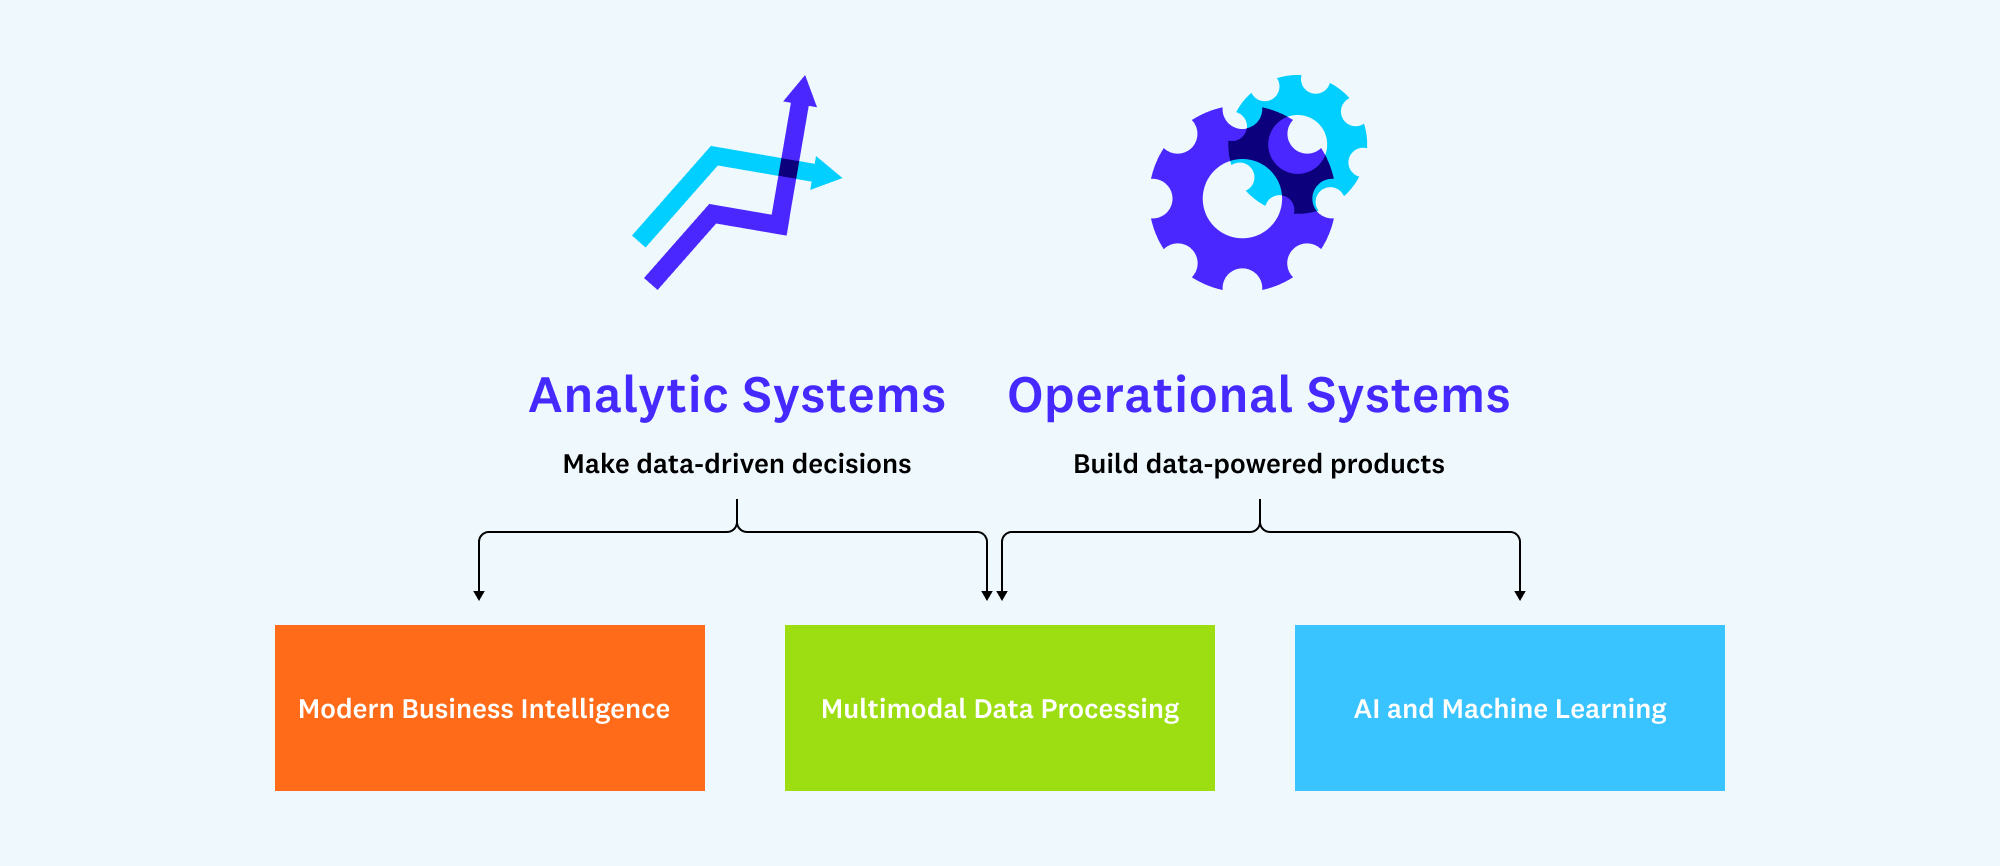 Analytic Systems
Operational Systems
Make data-driven decisions
Build data-powered products
Modern Business Intelligence
Multimodal Data Processing
AI and Machine Learning